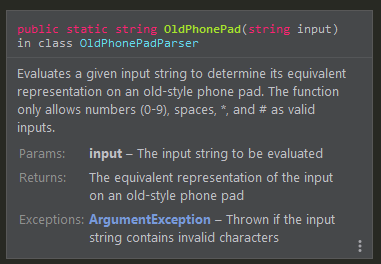 public static string OldPhonePad(string input)
in class OldPhonePadParser
Evaluates a given input string to determine its equivalent
representation on an old-style phone pad. The function
only allows numbers (0-9), spaces, *, and # as valid
inputs.
Params: input – The input string to be evaluated
Returns: The equivalent representation of the input
on an old-style phone pad
Exceptions: ArgumentException – Thrown if the input
string contains invalid characters